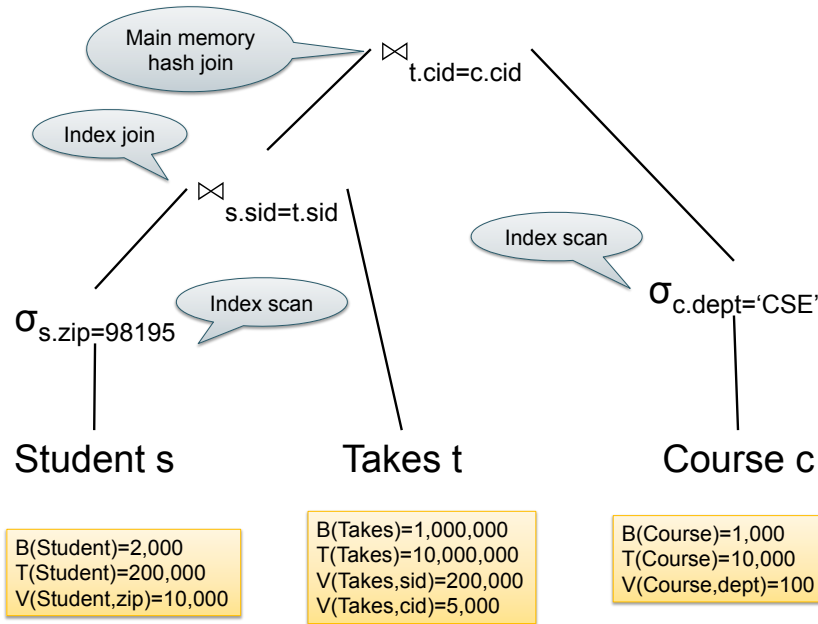 Main memory
hash join
⋈ t.cid=c.cid
Index join
⋈ s.sid=t.sid
Index scan
σ c.dept=‘CSE’
Index scan
σ s.zip=98195
Student s
Takes t
Course c
B(Student)=2,000
T(Student)=200,000
V(Student,zip)=10,000
B(Takes)=1,000,000
T(Takes)=10,000,000
V(Takes,sid)=200,000
V(Takes,cid)=5,000
B(Course)=1,000
T(Course)=10,000
V(Course,dept)=100